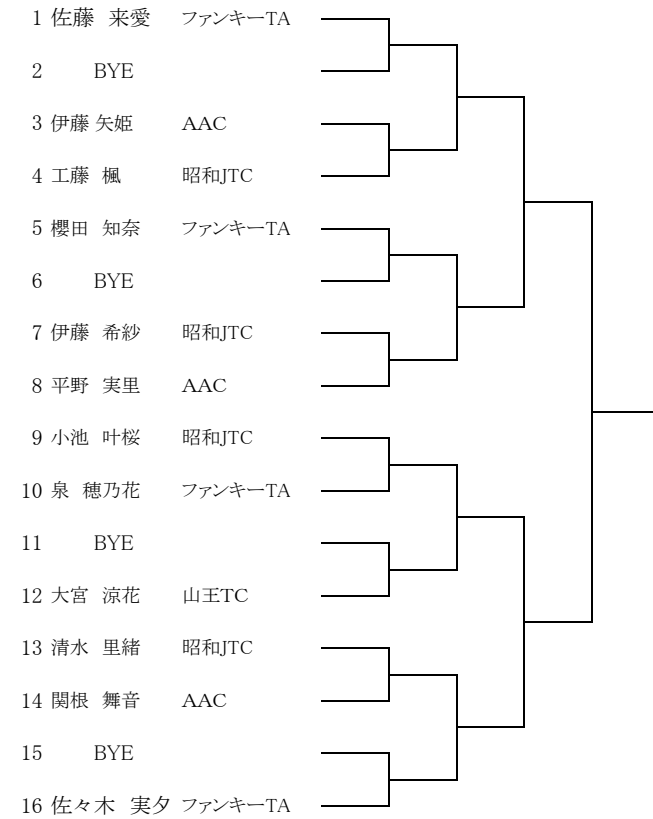 1 佐藤 来愛 ファンキーTA
2 BYE
3 伊藤 矢姫 AAC
4 工藤 楓 昭和JTC
5 櫻田 知奈 ファンキーTA
6 BYE
7 伊藤 希紗 昭和JTC
8 平野 実里 AAC
9 小池 叶桜 昭和JTC
10 泉 穂乃花 ファンキーTA
11 BYE
12 大宮 涼花 山王TC
13 清水 里緒 昭和JTC
14 関根 舞音 AAC
15 BYE
16 佐々木 実夕 ファンキーTA